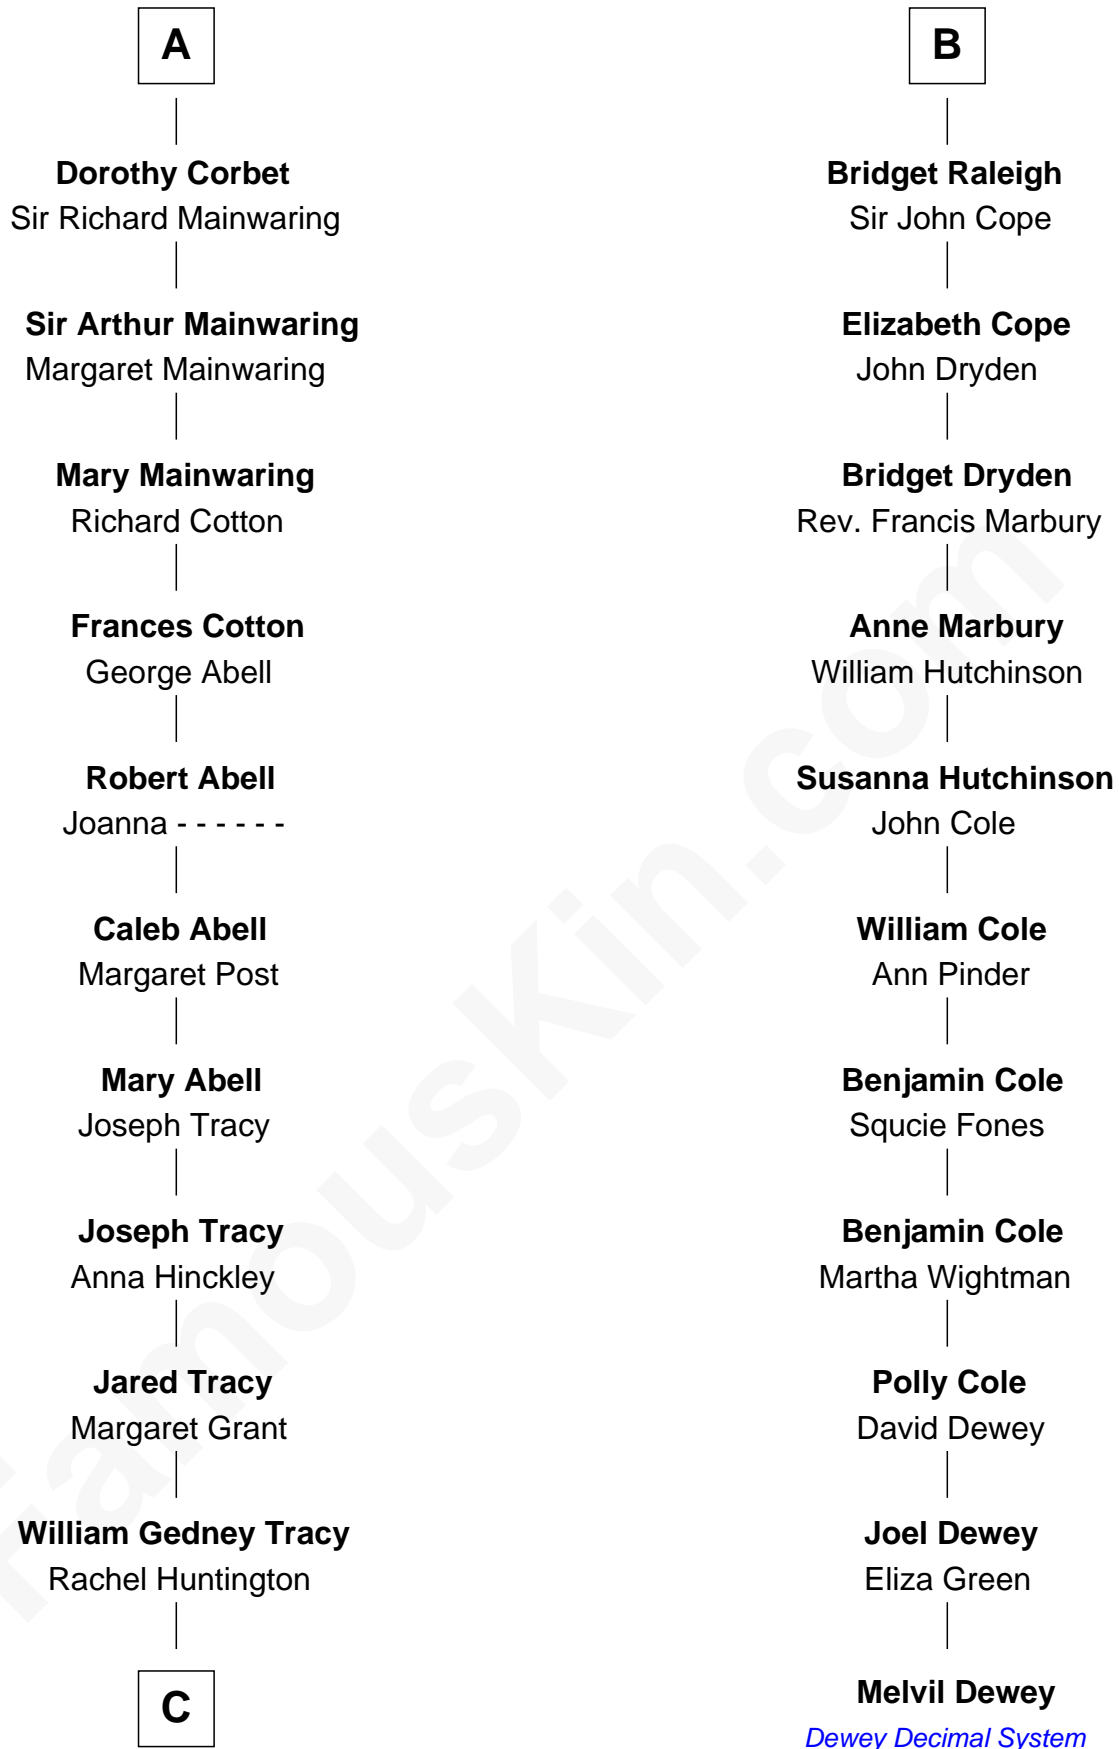 A
Dorothy Corbet
Sir Richard Mainwaring
Sir Arthur Mainwaring
Margaret Mainwaring
Mary Mainwaring
Richard Cotton
Frances Cotton
George Abell
Robert Abell
Joanna - - - - - -
Caleb Abell
Margaret Post
Mary Abell
Joseph Tracy
Joseph Tracy
Anna Hinckley
Jared Tracy
Margaret Grant
William Gedney Tracy
Rachel Huntington
C
B
Bridget Raleigh
Sir John Cope
Elizabeth Cope
John Dryden
Bridget Dryden
Rev. Francis Marbury
Anne Marbury
William Hutchinson
Susanna Hutchinson
John Cole
William Cole
Ann Pinder
Benjamin Cole
Squcie Fones
Benjamin Cole
Martha Wightman
Polly Cole
David Dewey
Joel Dewey
Eliza Green
Melvil Dewey
Dewey Decimal System
FamousKin.com